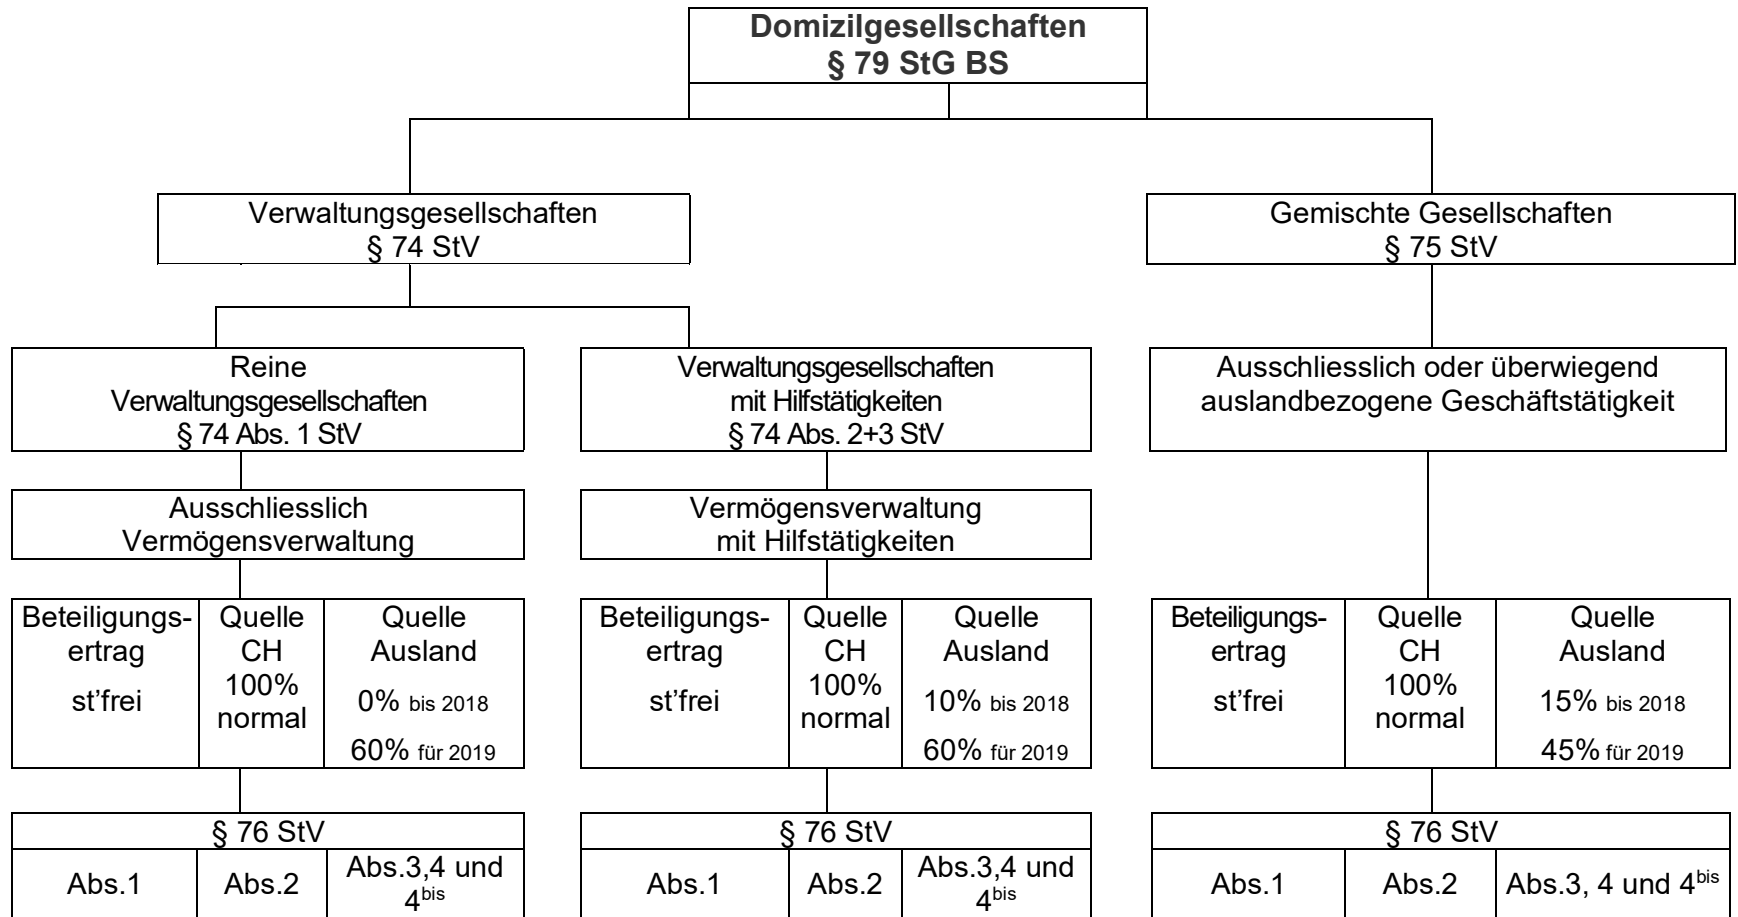 Domizilgesellschaften
§ 79 StG BS
Verwaltungsgesellschaften
§ 74 StV
Gemischte Gesellschaften
§ 75 StV
Reine
Verwaltungsgesellschaften
§ 74 Abs. 1 StV
Verwaltungsgesellschaften
mit Hilfstätigkeiten
§ 74 Abs. 2+3 StV
Ausschliesslich oder überwiegend
auslandbezogene Geschäftstätigkeit
Ausschliesslich
Vermögensverwaltung
Vermögensverwaltung
mit Hilfstätigkeiten
Beteiligungs-
ertrag
st’frei
Quelle
CH
100%
normal
Quelle
Ausland
0% bis 2018
60% für 2019
Beteiligungs-
ertrag
st’frei
Quelle
CH
100%
normal
Quelle
Ausland
10% bis 2018
60% für 2019
Beteiligungs-
ertrag
st’frei
Quelle
CH
100%
normal
Quelle
Ausland
15% bis 2018
45% für 2019
§ 76 StV
Abs.1
Abs.2
Abs.3,4 und
4bis
§ 76 StV
Abs.1
Abs.2
Abs.3,4 und
4bis
§ 76 StV
Abs.1
Abs.2
Abs.3, 4 und 4bis